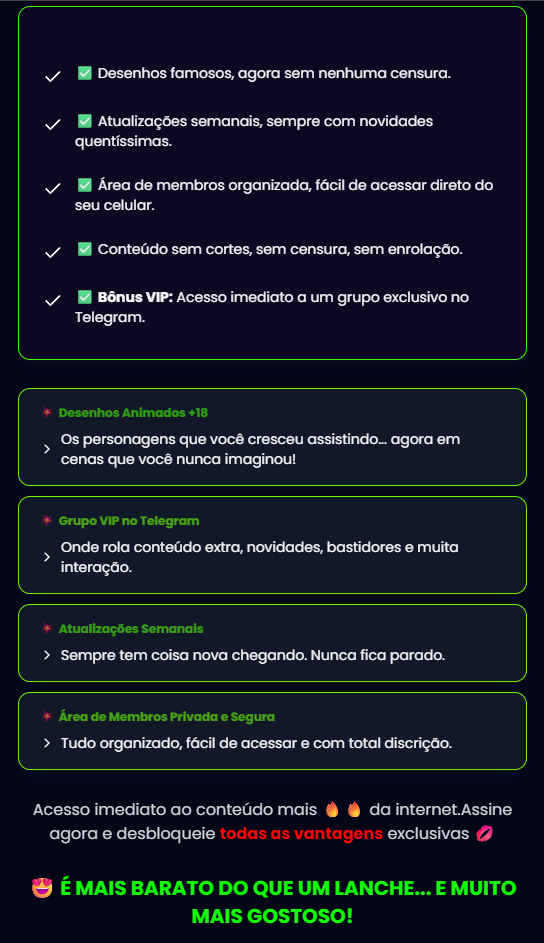 ✅ Desenhos famosos, agora sem nenhuma censura.
✅ Atualizações semanais, sempre com novidades
quentíssimas.
✅ Área de membros organizada, fácil de acessar direto do
seu celular.
✅ Conteúdo sem cortes, sem censura, sem enrolação.
✅ Bônus VIP: Acesso imediato a um grupo exclusivo no
Telegram.
Desenhos Animados +18
Os personagens que você cresceu assistindo... agora em
cenas que você nunca imaginou!
Grupo VIP no Telegram
Onde rola conteúdo extra, novidades, bastidores e muita
interação.
Atualizações Semanais
Sempre tem coisa nova chegando. Nunca fica parado.
Área de Membros Privada e Segura
Tudo organizado, fácil de acessar e com total discrição.
Acesso imediato ao conteúdo mais 🔥 🔥 da internet.Assine
agora e desbloqueie todas as vantagens exclusivas 💋
🤩 É MAIS BARATO DO QUE UM LANCHE... E MUITO
MAIS GOSTOSO!